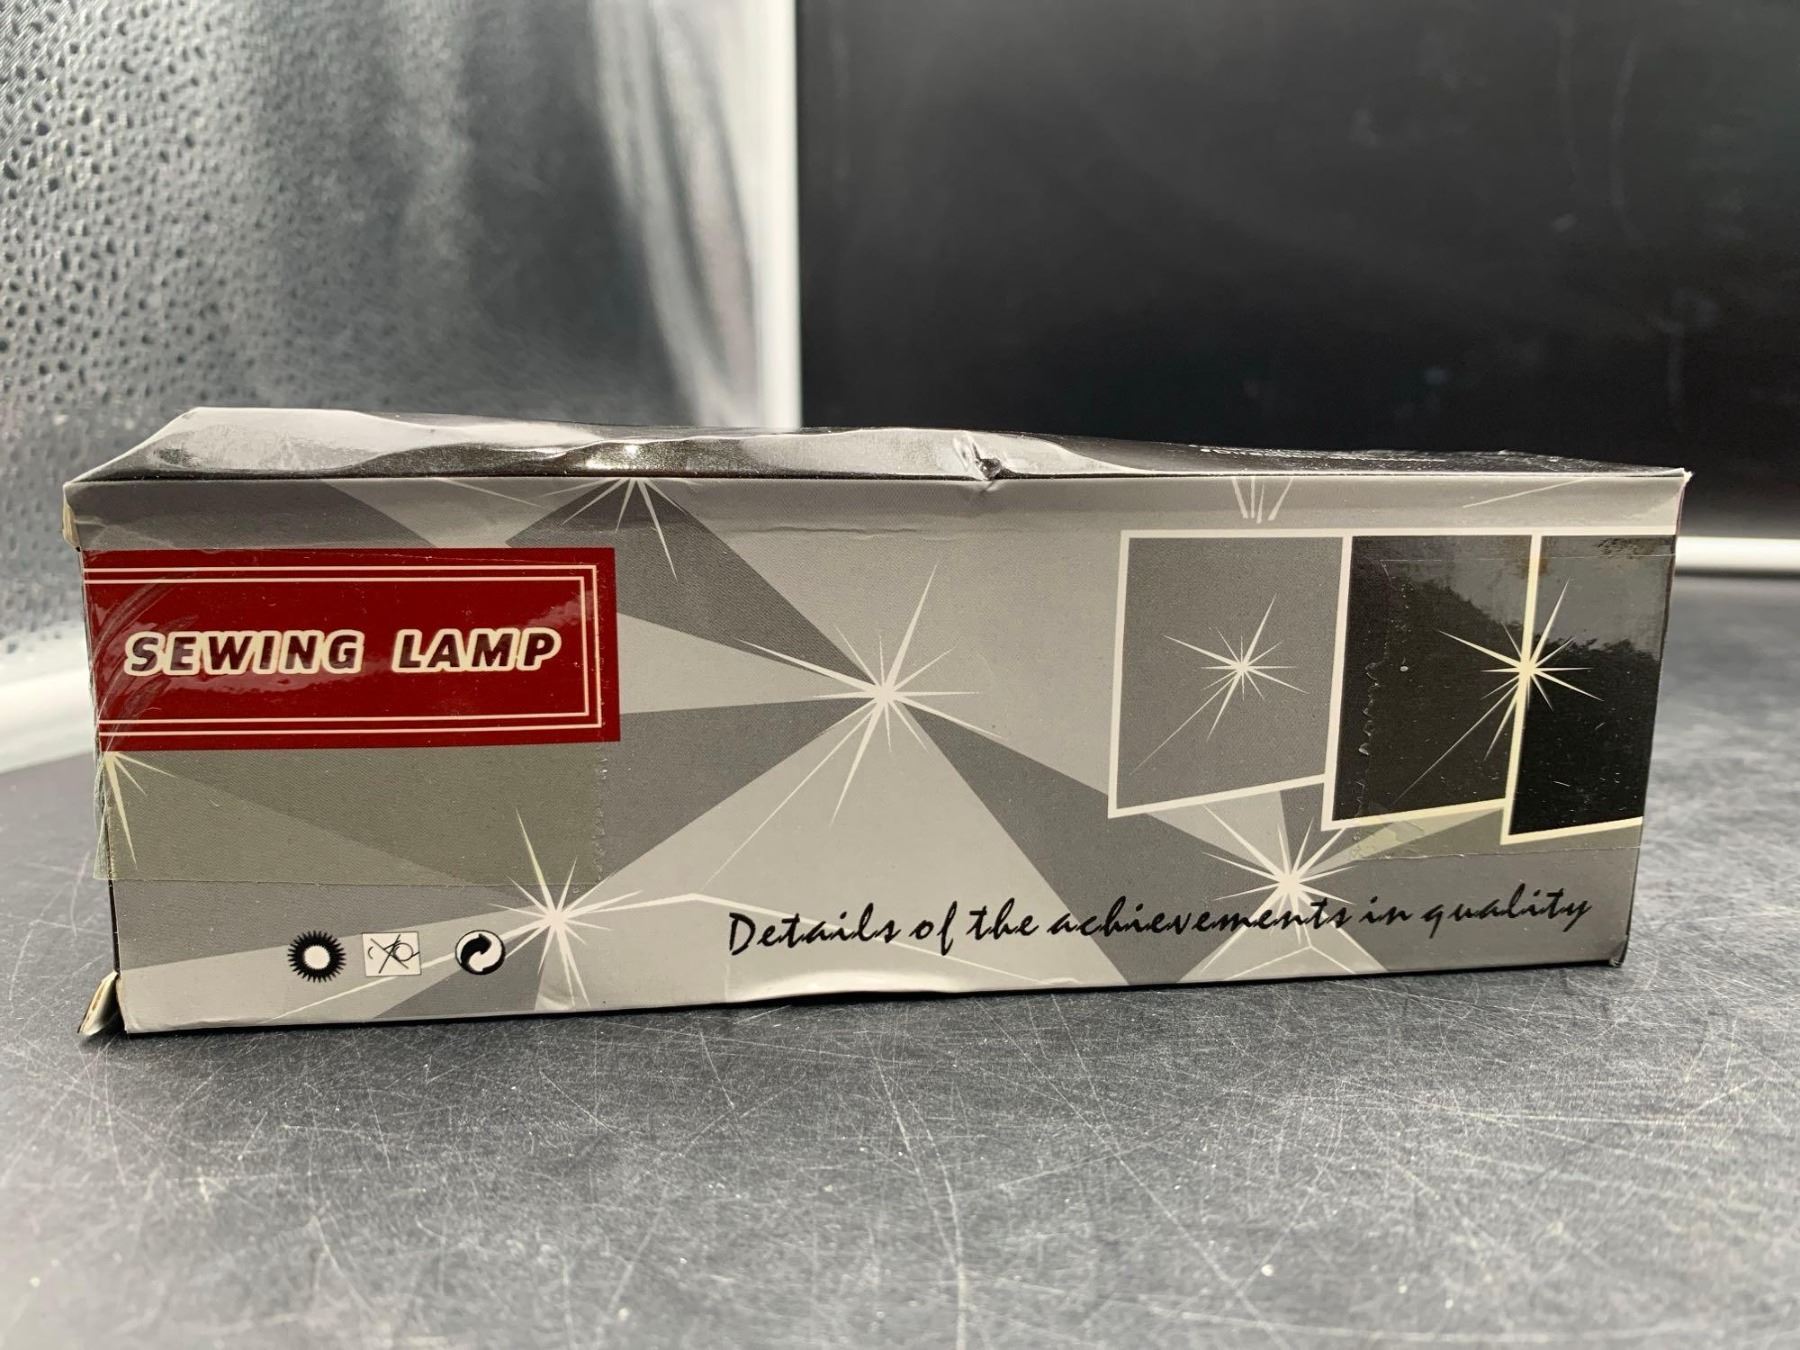 SEWING LAMP
Details of the achievements in quality